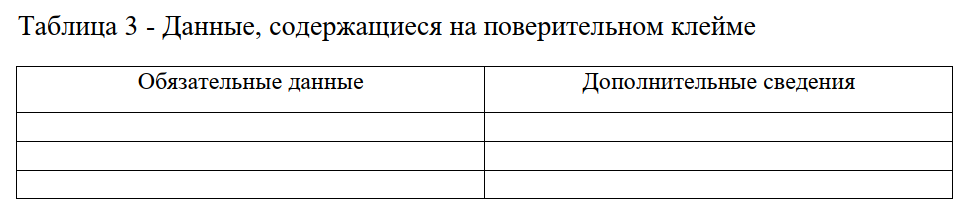 Таблица 3 - Данные, содержащиеся на поверительном клейме
Обязательные данные Дополнительные сведения